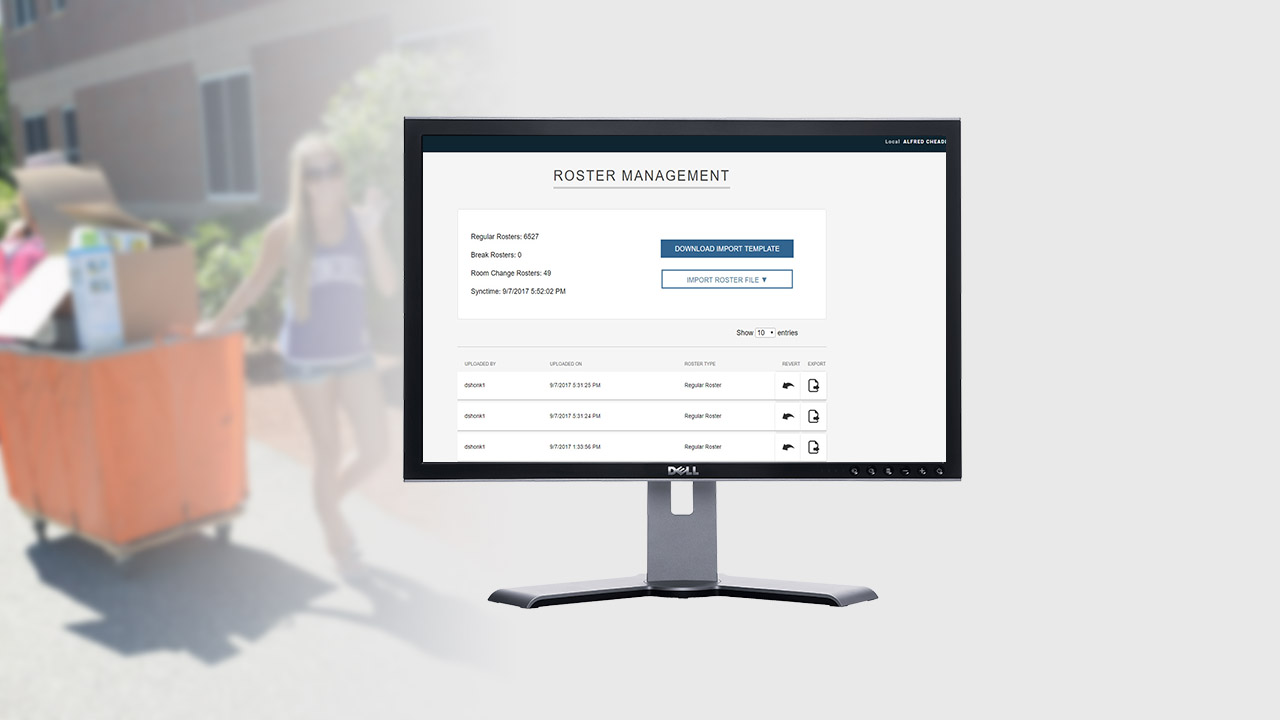 Local ALFRED CHEADL
ROSTER MANAGEMENT
Regular Rosters: 6527
Break Rosters: 0
Room Change Rosters: 49
Synctime: 9/7/2017 5:52:02 PM
DOWNLOAD IMPORT TEMPLATE
IMPORT ROSTER FILE ▼
Show 10 entries
UPLOADED BY UPLOADED ON ROSTER TYPE REVERT EXPORT
dshonk1 9/7/2017 5:31:25 PM Regular Roster
dshonk1 9/7/2017 5:31:24 PM Regular Roster
dshonk1 9/7/2017 1:33:56 PM Regular Roster
DELL